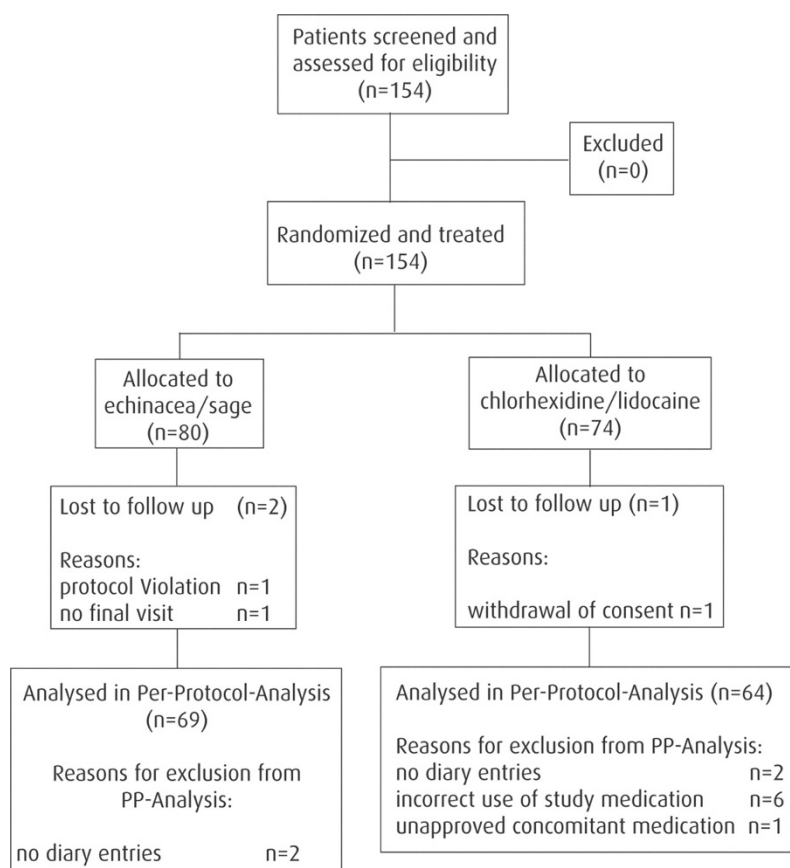 Patients screened and
assessed for eligibility
(n=154)
Excluded
(n=0)
Randomized and treated
(n=154)
Allocated to
echinacea/sage
(n=80)
Allocated to
chlorhexidine/lidocaine
(n=74)
Lost to follow up (n=2)
Reasons:
protocol Violation n=1
no final visit n=1
Lost to follow up (n=1)
Reasons:
withdrawal of consent n=1
Analysed in Per-Protocol-Analysis
(n=69)
Reasons for exclusion from
PP-Analysis:
no diary entries n=2
Analysed in Per-Protocol-Analysis (n=64)
Reasons for exclusion from PP-Analysis:
no diary entries n=2
incorrect use of study medication n=6
unapproved concomitant medication n=1